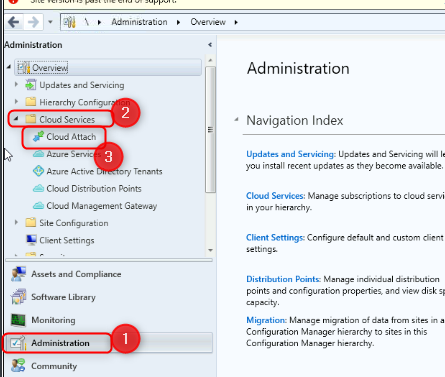 Site version is past the end of support.
\ Administration Overview
Administration
Overview
Updates and Servicing
Hierarchy Configuration
Cloud Services
2
Cloud Attach
3
Azure Services
Azure Active Directory Tenants
Cloud Distribution Points
Cloud Management Gateway
Site Configuration
Client Settings
Assets and Compliance
Software Library
Monitoring
1
Administration
Community
Administration
Navigation Index
Updates and Servicing: Updates and Servicing will le
you install recent updates as they become available.
Cloud Services: Manage subscriptions to cloud servic
in your hierarchy.
Client Settings: Configure default and custom client
settings.
Distribution Points: Manage individual distribution
points and configuration properties, and view disk sp
capacity.
Migration: Manage migration of data from sites in a
Configuration Manager hierarchy to sites in this
Configuration Manager hierarchy.